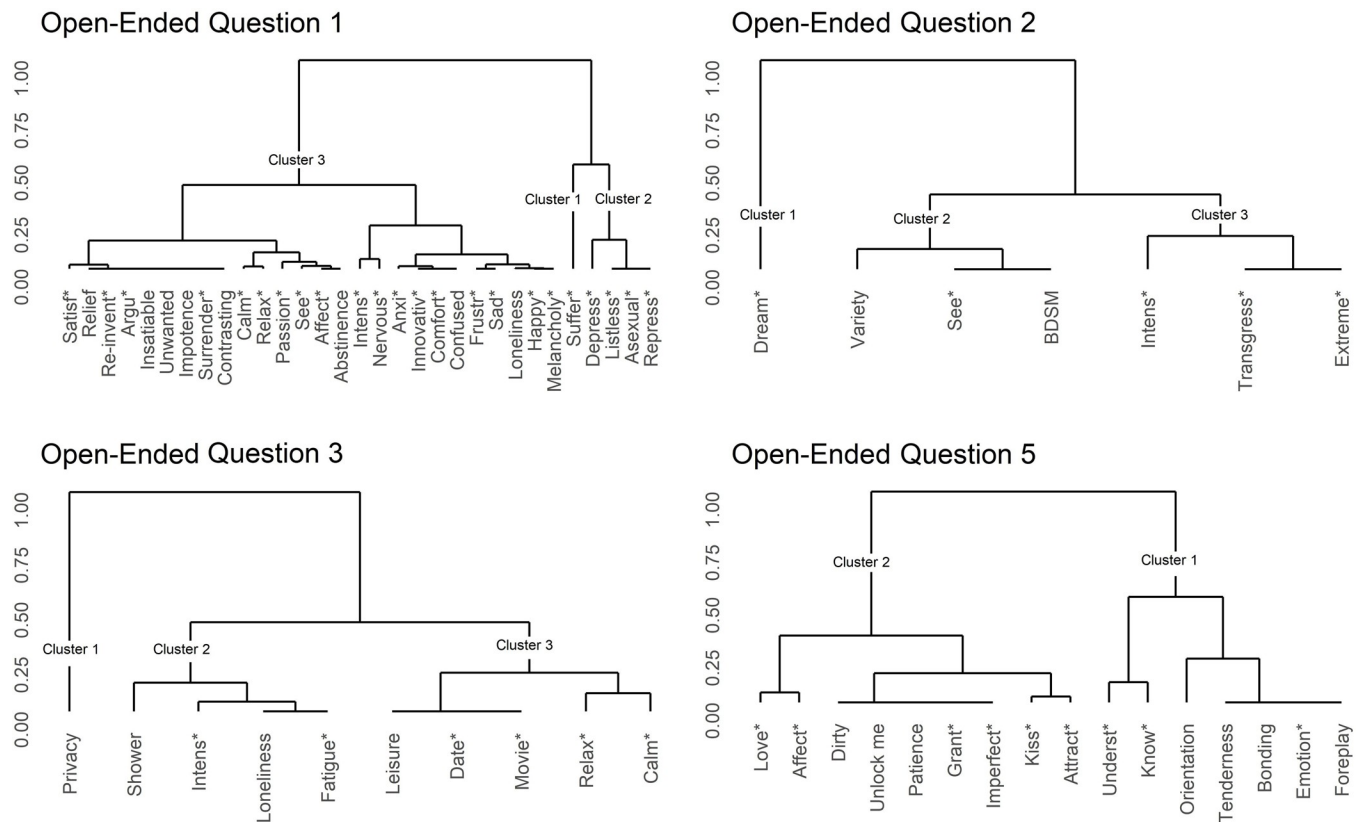 Open-Ended Question 1
1.00
0.75
0.50
0.25
0.00
Cluster 3
Cluster 1
Cluster 2
Satisf*
Relief
Re-invent*
Argu*
Insatiable
Unwanted
Impotence
Surrender*
Contrasting
Calm*
Relax*
Passion*
See*
Affect*
Abstinence
Intens*
Nervous*
Anxi*
Innovativ*
Comfort*
Confused
Frustr*
Sad*
Loneliness
Happy*
Melancholy*
Suffer*
Depress*
Listless*
Asexual*
Repress*
Open-Ended Question 2
1.00
0.75
0.50
0.25
0.00
Cluster 1
Cluster 2
Cluster 3
Dream*
Variety
See*
BDSM
Intens*
Transgress*
Extreme*
Open-Ended Question 3
1.00
0.75
0.50
0.25
0.00
Cluster 1
Cluster 2
Cluster 3
Privacy
Shower
Intens*
Loneliness
Fatigue*
Leisure
Date*
Movie*
Relax*
Calm*
Open-Ended Question 5
1.00
0.75
0.50
0.25
0.00
Cluster 2
Cluster 1
Love*
Affect*
Dirty
Unlock me
Patience
Grant*
Imperfect*
Kiss*
Attract*
Underst*
Know*
Orientation
Tenderness
Bonding
Emotion*
Foreplay